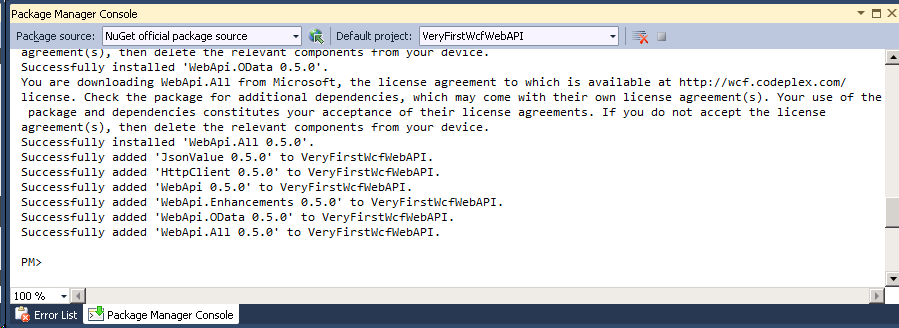 Package Manager Console
Package source: NuGet official package source Default project: VeryFirstWcfWebAPI
agreement(s), then delete the relevant components from your device.
Successfully installed 'WebApi.OData 0.5.0'.
You are downloading WebApi.All from Microsoft, the license agreement to which is available at http://wcf.codeplex.com/
license. Check the package for additional dependencies, which may come with their own license agreement(s). Your use of the
package and dependencies constitutes your acceptance of their license agreements. If you do not accept the license
agreement(s), then delete the relevant components from your device.
Successfully installed 'WebApi.All 0.5.0'.
Successfully added 'JsonValue 0.5.0' to VeryFirstWcfWebAPI.
Successfully added 'HttpClient 0.5.0' to VeryFirstWcfWebAPI.
Successfully added 'WebApi 0.5.0' to VeryFirstWcfWebAPI.
Successfully added 'WebApi.Enhancements 0.5.0' to VeryFirstWcfWebAPI.
Successfully added 'WebApi.OData 0.5.0' to VeryFirstWcfWebAPI.
Successfully added 'WebApi.All 0.5.0' to VeryFirstWcfWebAPI.
PM>
100 %
Error List Package Manager Console